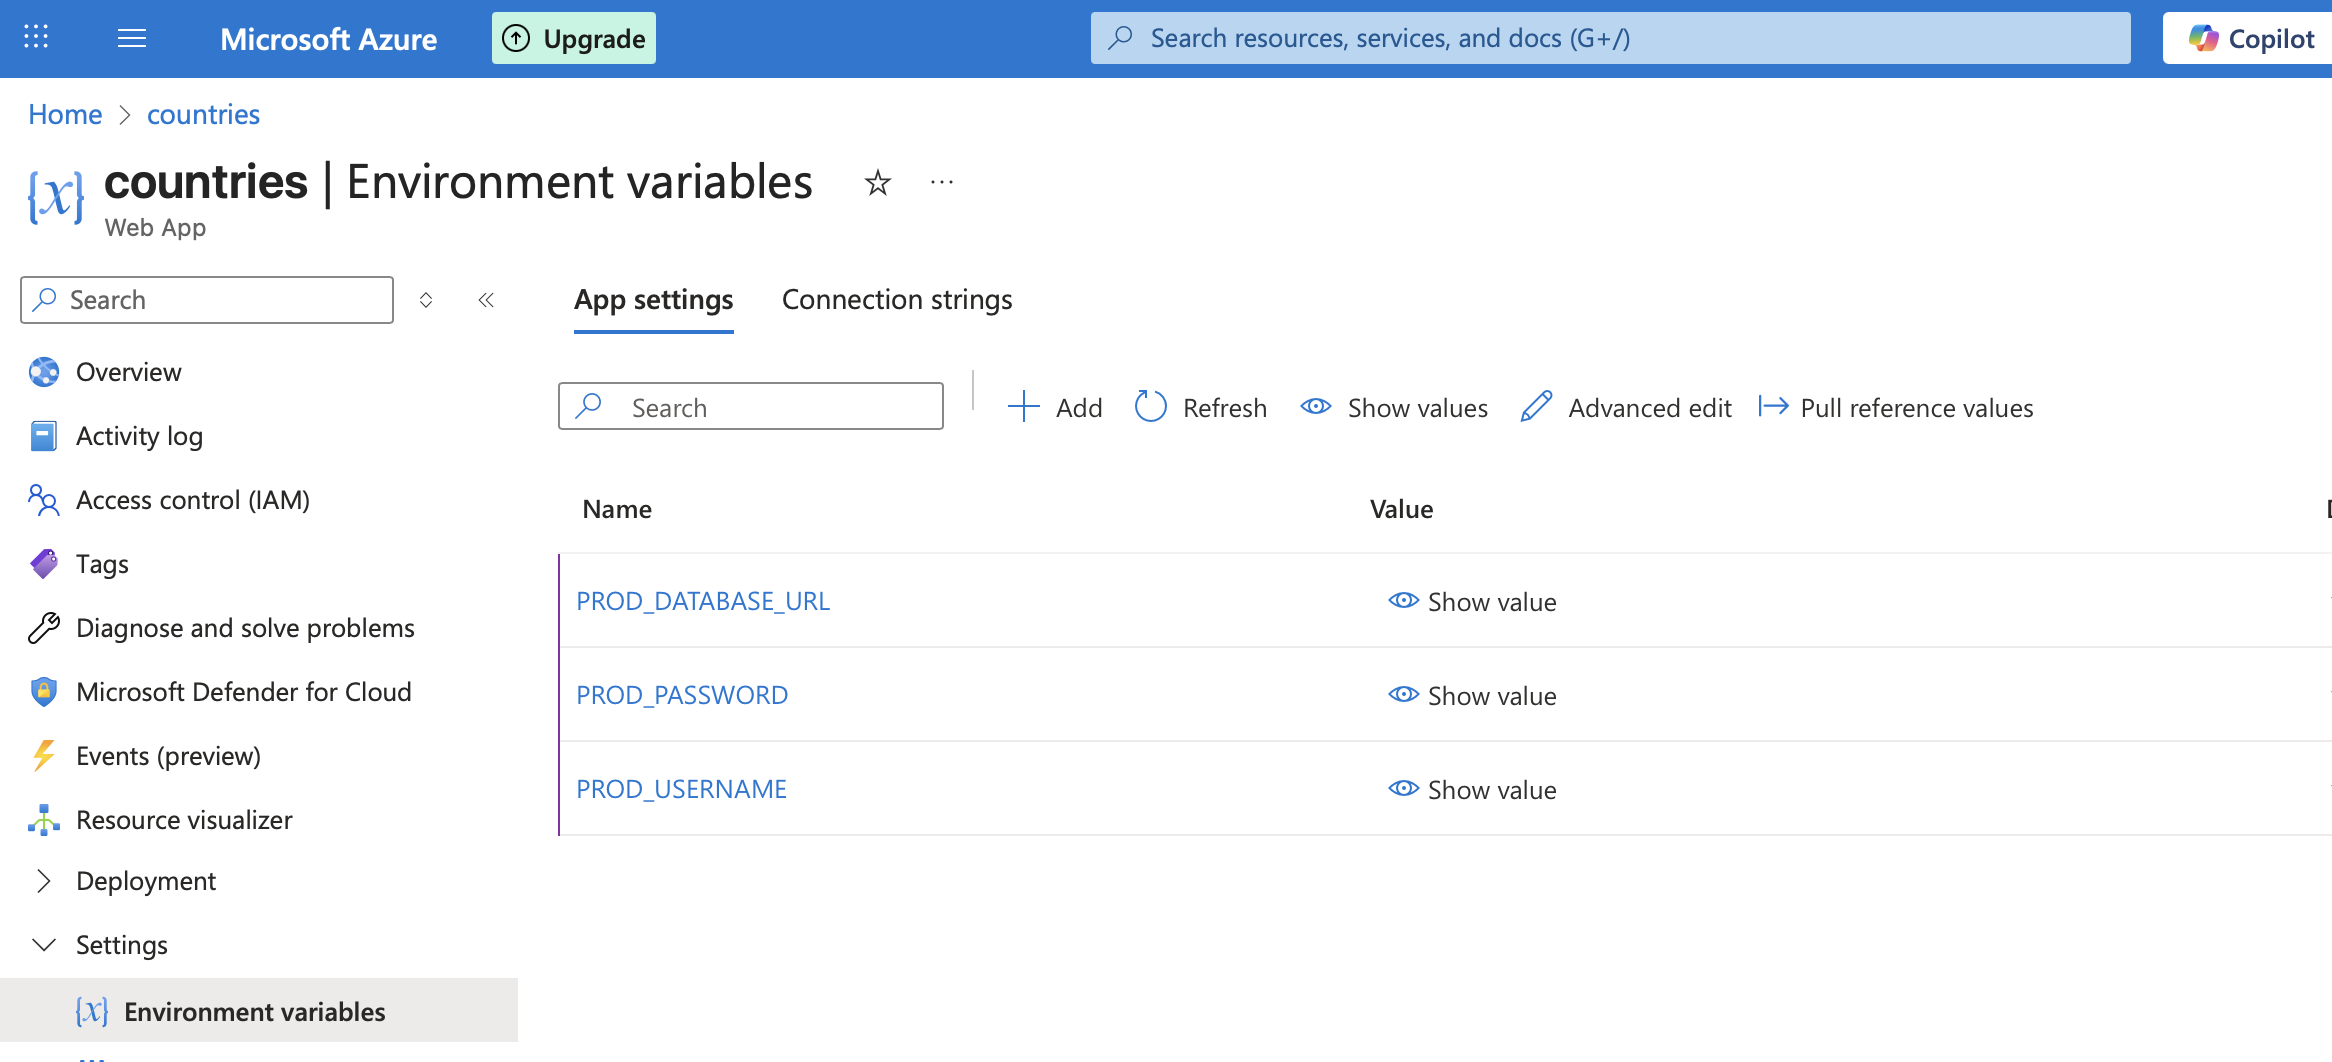 Microsoft Azure
Upgrade
Search resources, services, and docs (G+/)
Copilot
Home > countries
countries | Environment variables
Web App
Search
Overview
Activity log
Access control (IAM)
Tags
Diagnose and solve problems
Microsoft Defender for Cloud
Events (preview)
Resource visualizer
Deployment
Settings
{x} Environment variables
App settings Connection strings
Search
Add Refresh Show values Advanced edit Pull reference values
Name Value
PROD_DATABASE_URL Show value
PROD_PASSWORD Show value
PROD_USERNAME Show value